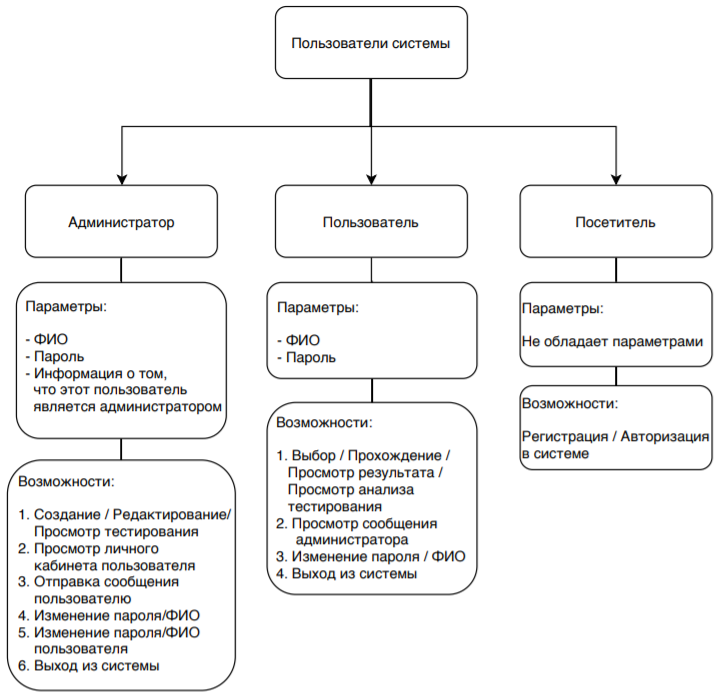 Пользователи системы
Администратор
Пользователь
Посетитель
Параметры:
- ФИО
- Пароль
- Информация о том,
что этот пользователь
является администратором
Параметры:
- ФИО
- Пароль
Параметры:
Не обладает параметрами
Возможности:
1. Создание / Редактирование/
Просмотр тестирования
2. Просмотр личного
кабинета пользователя
3. Отправка сообщения
пользователю
4. Изменение пароля/ФИО
5. Изменение пароля/ФИО
пользователя
6. Выход из системы
Возможности:
1. Выбор / Прохождение /
Просмотр результата /
Просмотр анализа
тестирования
2. Просмотр сообщения
администратора
3. Изменение пароля / ФИО
4. Выход из системы
Возможности:
Регистрация / Авторизация
в системе